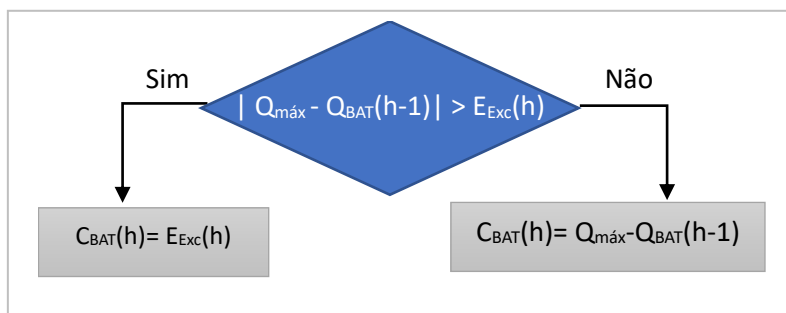 Sim
Não
| Qmáx - QBAT(h-1)| > EExc(h)
CBAT(h)= EExc(h)
CBAT(h)= Qmáx-QBAT(h-1)